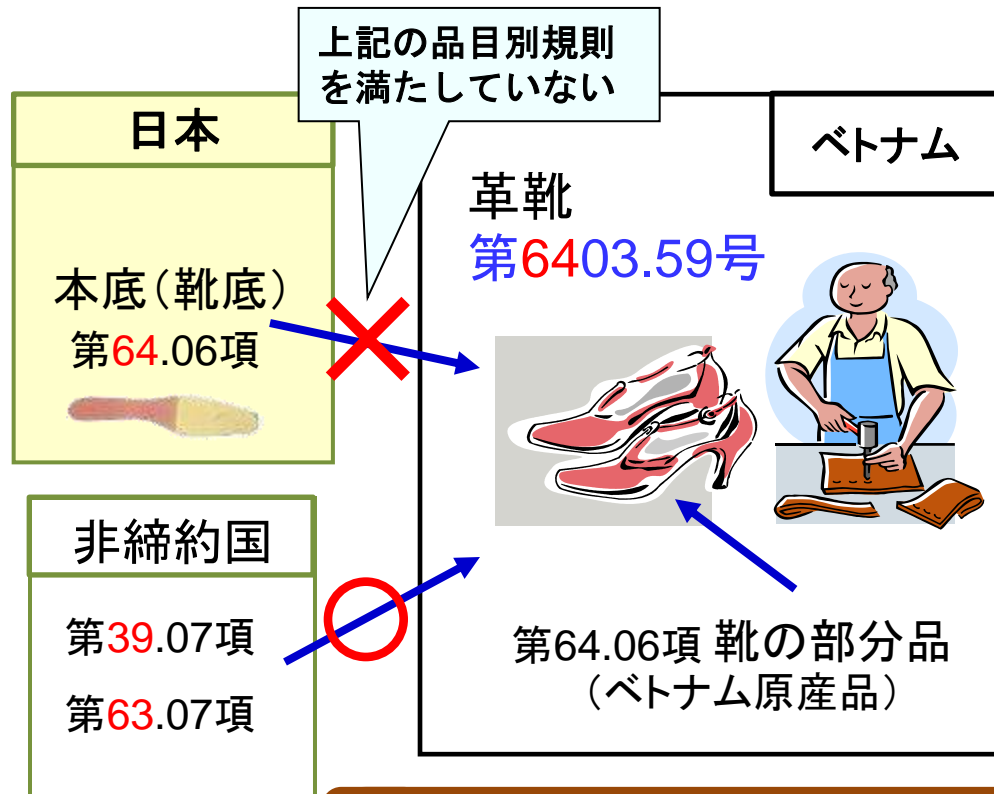 上記の品目別規則
を満たしていない
日本
本底（靴底）
第64.06項
非締約国
第39.07項
第63.07項
ベトナム
革靴
第6403.59号
第64.06項 靴の部分品
（ベトナム原産品）